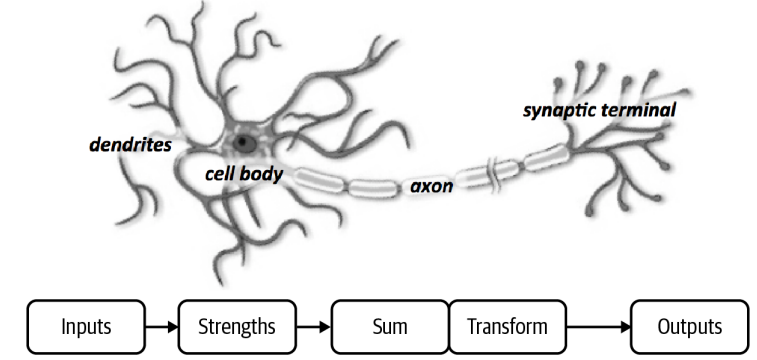 synaptic terminal
dendrites
cell body
axon
Inputs
Strengths
Sum
Transform
Outputs